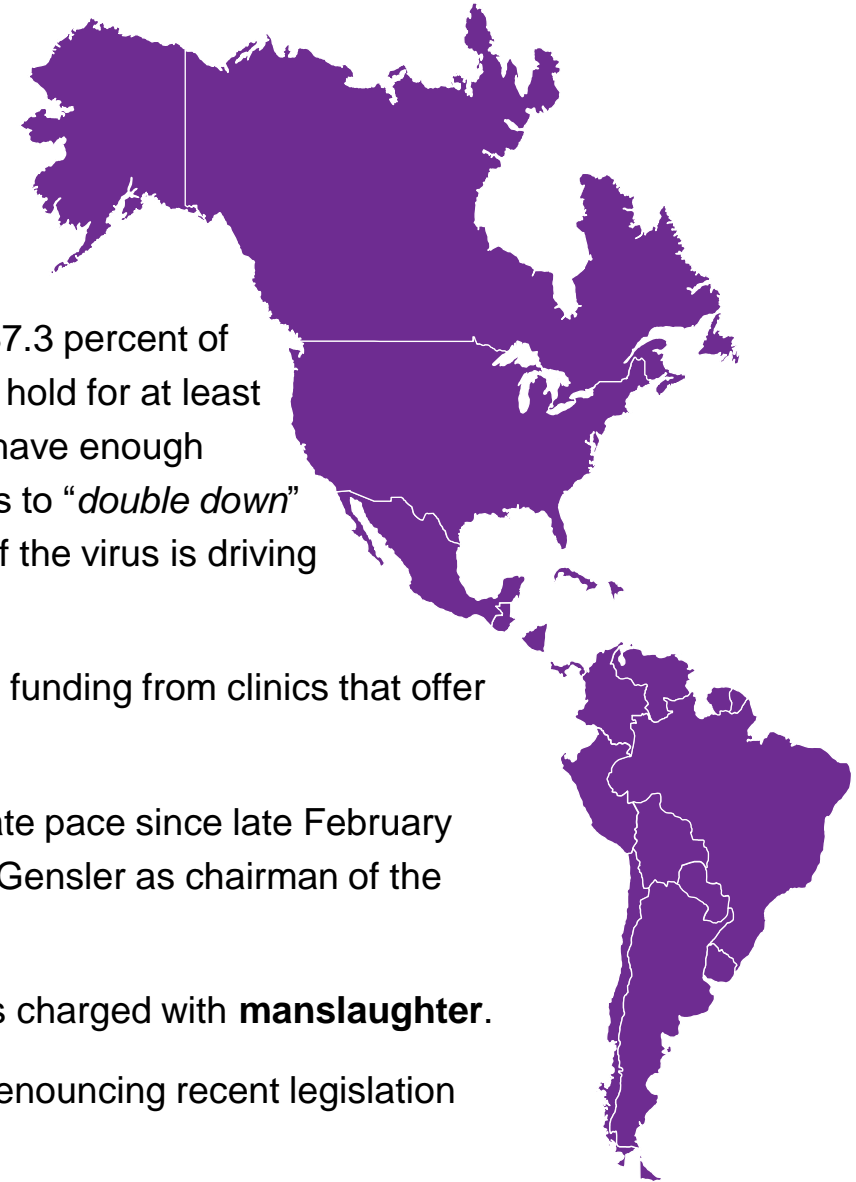 7.3 percent of
hold for at least
have enough
s to “double down”
f the virus is driving
funding from clinics that offer
ate pace since late February
Gensler as chairman of the
s charged with manslaughter.
enouncing recent legislation